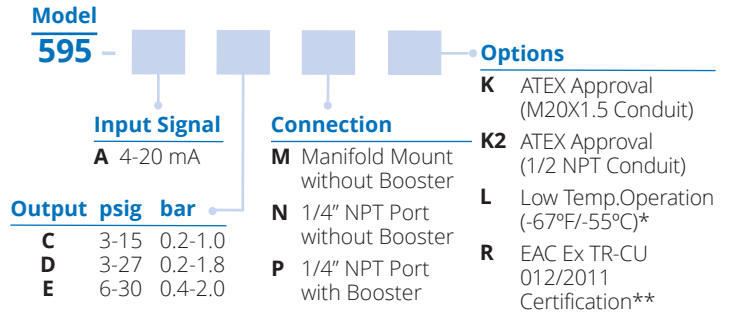 Model
595 –
Input Signal
A 4-20 mA
Output psig bar
C 3-15 0.2-1.0
D 3-27 0.2-1.8
E 6-30 0.4-2.0
Connection
M Manifold Mount
without Booster
N 1/4” NPT Port
without Booster
P 1/4” NPT Port
with Booster
Options
K ATEX Approval
(M20X1.5 Conduit)
K2 ATEX Approval
(1/2 NPT Conduit)
L Low Temp.Operation
(-67ºF/-55ºC)*
R EAC Ex TR-CU
012/2011
Certification**